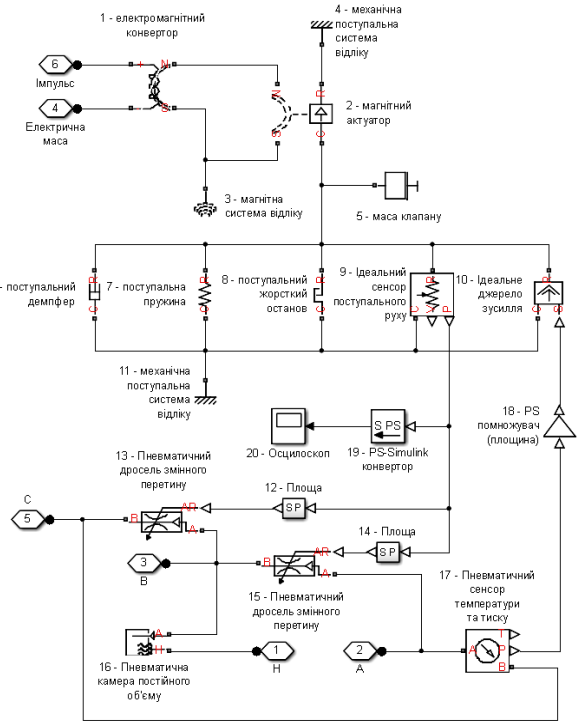 1 - електромагнітний
конвертор
4 - механічна
поступальна
система
відліку
6
Імпульс
+
N
-
S
N
S
R
C
2 - магнітний
актуатор
4
Електрична
маса
3 - магнітна
система відліку
5 - маса клапану
- поступальний
демпфер
R
C
7 - поступальна
пружина
R
C
8 - поступальний
жорсткий
останов
R
C
9 - Ідеальний
сенсор
поступального
руху
R
C
V
P
10 - Ідеальне
джерело
зусилля
R
C
S
11 - механічна
поступальна
система
відліку
20 - Осцилоскоп
S PS
19 - PS-Simulink
конвертор
18 - PS
помножувач
(площина)
13 - Пневматичний
дросель змінного
перетину
12 - Площа
S P
C
5
R
AR
A
14 - Площа
S P
3
B
R
AR
A
15 - Пневматичний
дросель змінного
перетину
17 - Пневматичний
сенсор
температури
та тиску
A
T
P
B
A
H
16 - Пневматична
камера постійного
об'єму
1
H
2
A